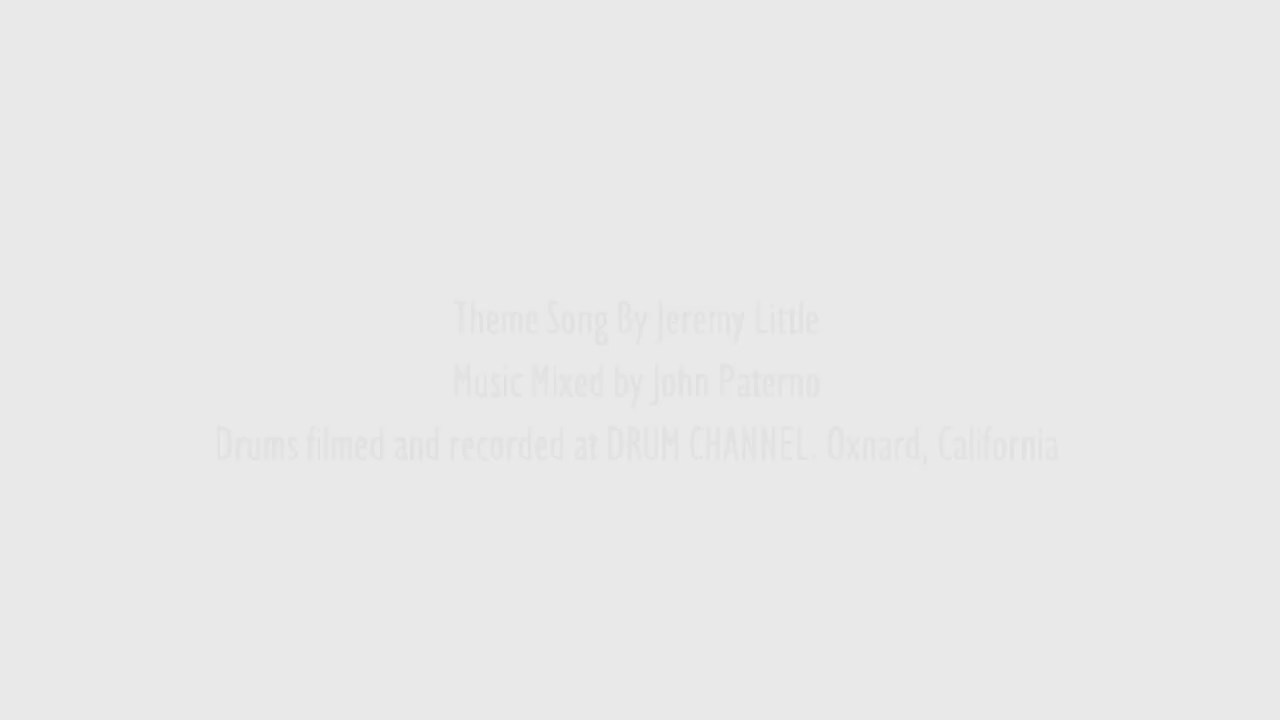 Theme Song By Jeremy Little
Music Mixed by John Paterno
Drums filmed and recorded at DRUM CHANNEL. Oxnard, California